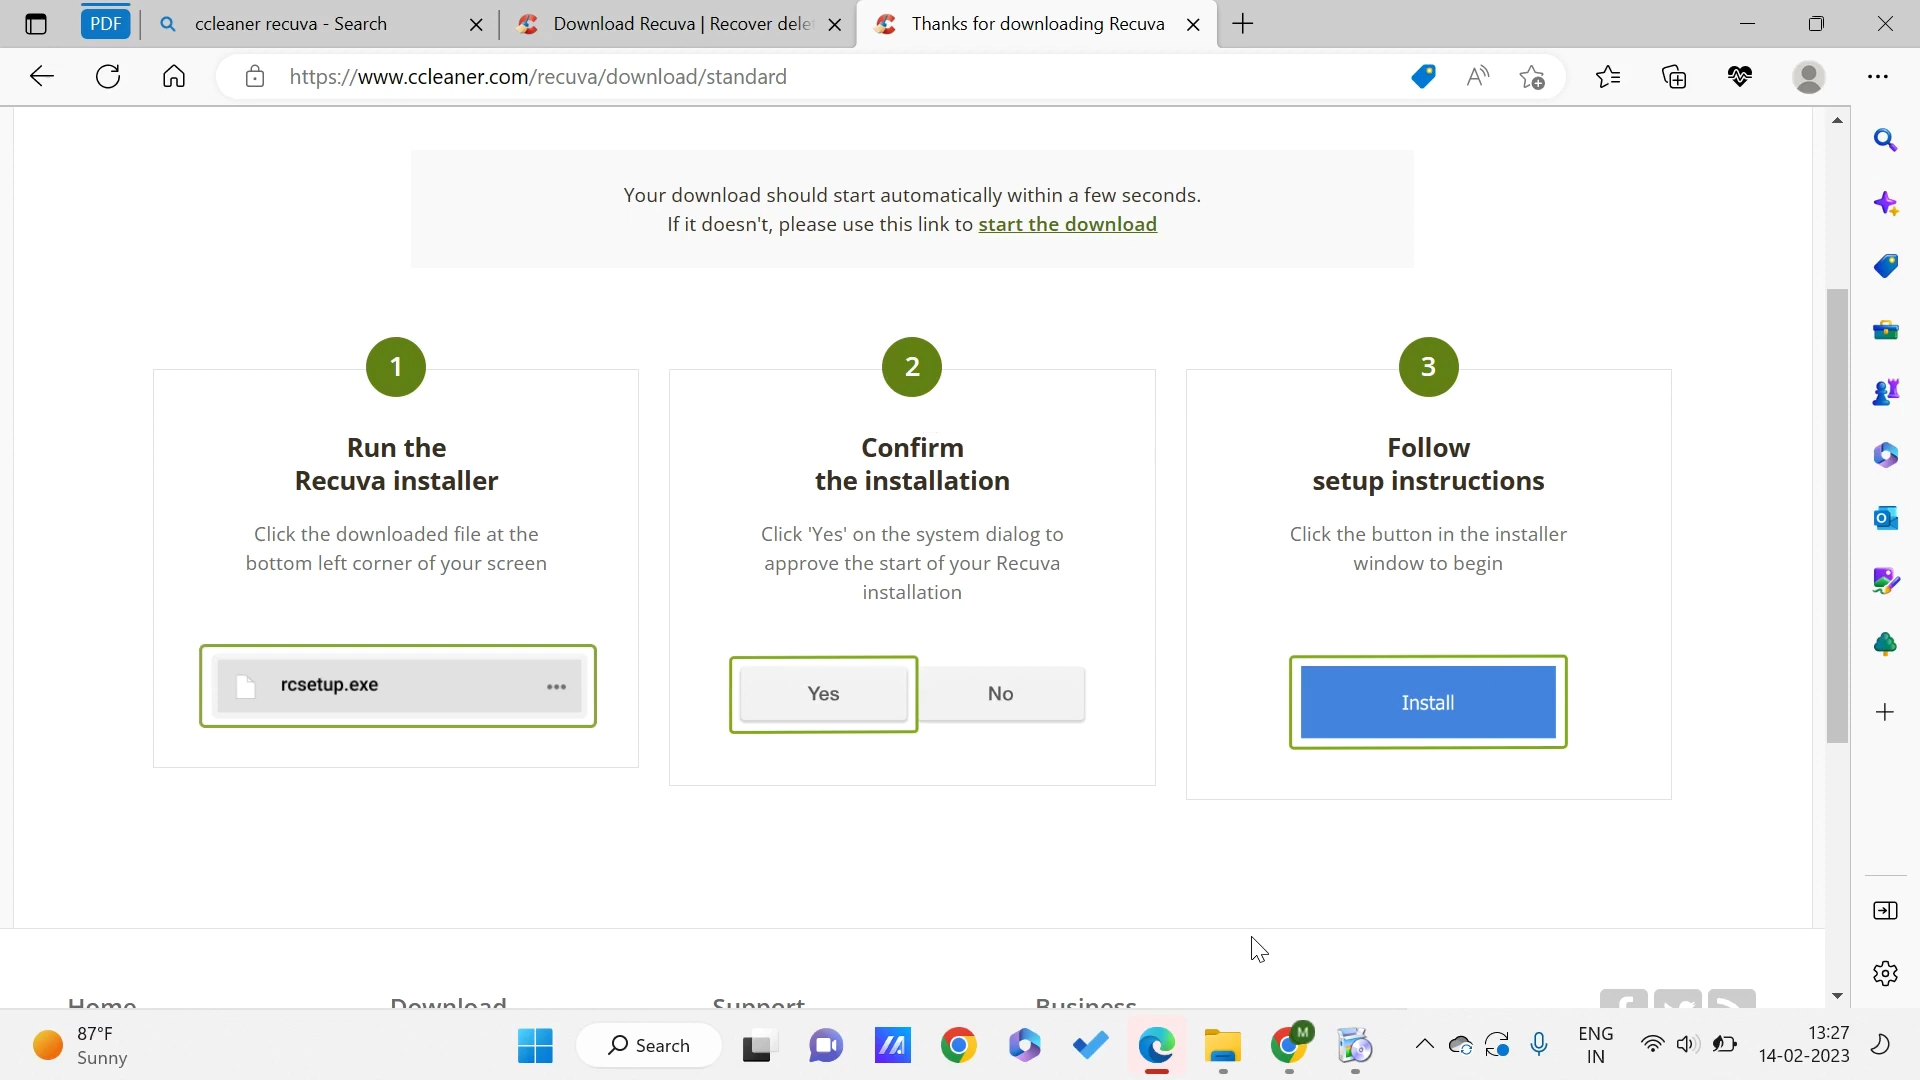 PDF
ccleaner recuva - Search
Download Recuva | Recover dele
Thanks for downloading Recuva
https://www.ccleaner.com/recuva/download/standard
Your download should start automatically within a few seconds.
If it doesn't, please use this link to start the download
1
Run the
Recuva installer
Click the downloaded file at the
bottom left corner of your screen
rcsetup.exe
2
Confirm
the installation
Click 'Yes' on the system dialog to
approve the start of your Recuva
installation
Yes
No
3
Follow
setup instructions
Click the button in the installer
window to begin
Install
Home
Download
Support
Business
87°F
Sunny
Search
M
ENG
IN
13:27
14-02-2023